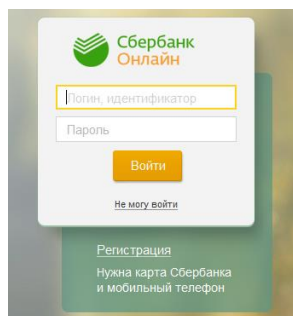 Сбербанк
Онлайн
Логин, идентификатор
Пароль
Войти
Не могу войти
Регистрация
Нужна карта Сбербанка
и мобильный телефон